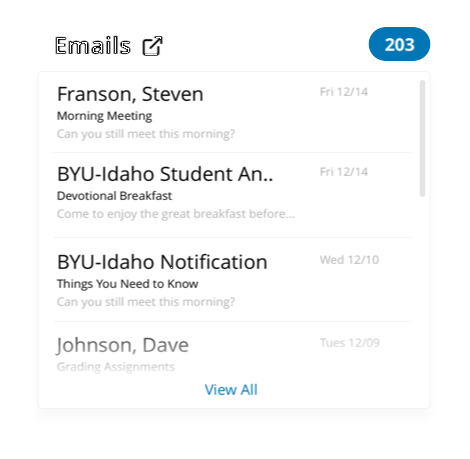 Emails
203
Franson, Steven
Fri 12/14
Morning Meeting
Can you still meet this morning?
BYU-Idaho Student An..
Fri 12/14
Devotional Breakfast
Come to enjoy the great breakfast before...
BYU-Idaho Notification
Wed 12/10
Things You Need to Know
Can you still meet this morning?
Johnson, Dave
Tues 12/09
Grading Assignments
View All